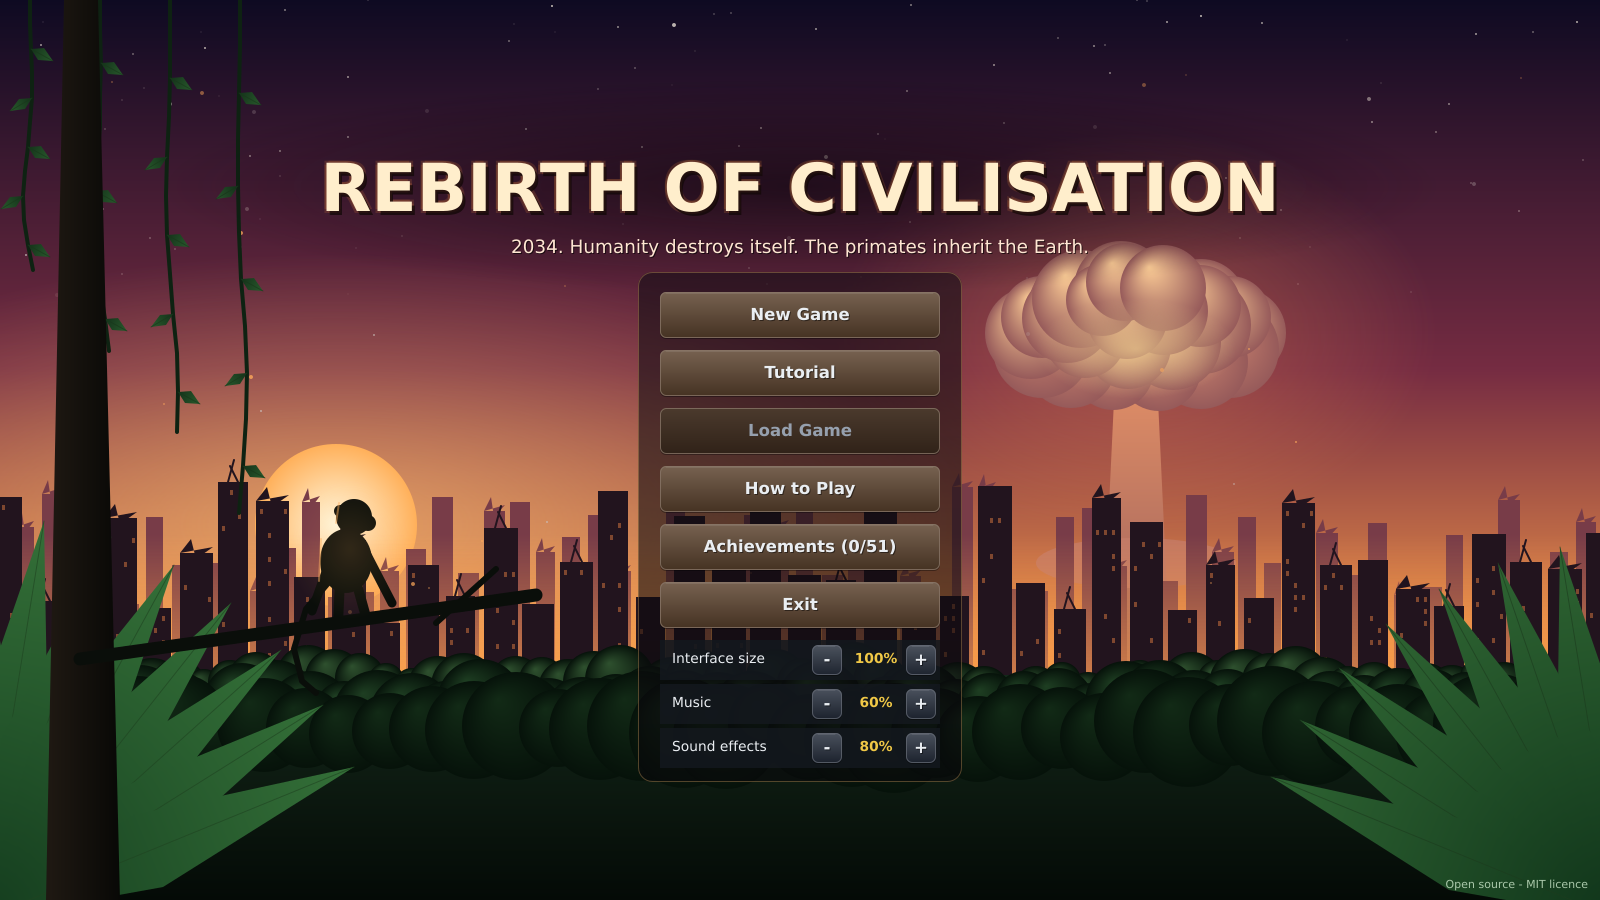 REBIRTH OF CIVILISATION
2034. Humanity destroys itself. The primates inherit the Earth.
New Game
Tutorial
Load Game
How to Play
Achievements (0/51)
Exit
Interface size - 100% +
Music - 60% +
Sound effects - 80% +
Open source - MIT licence